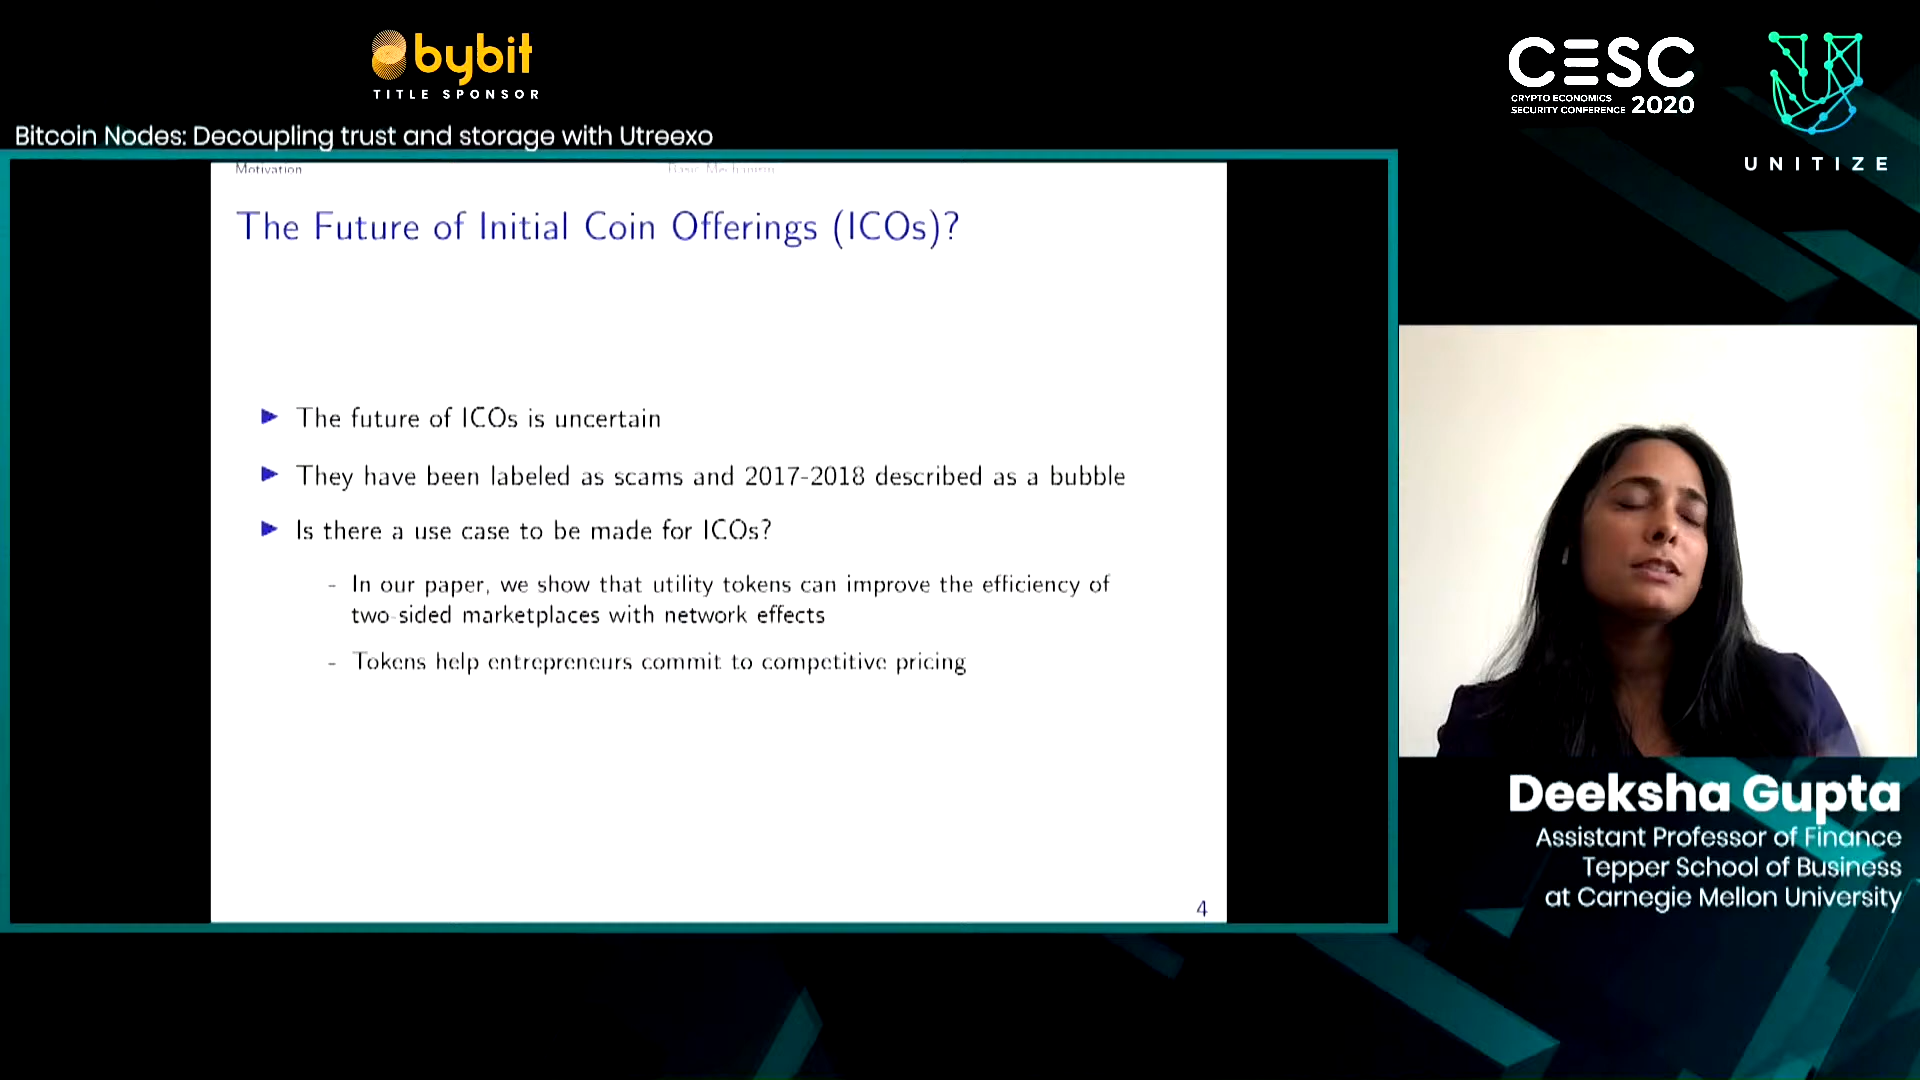 bybit
TITLE SPONSOR
CESC
CRYPTO ECONOMICS
SECURITY CONFERENCE 2020
UNITIZE
Bitcoin Nodes: Decoupling trust and storage with Utreexo
Motivation
Basic Mechanism
The Future of Initial Coin Offerings (ICOs)?
The future of ICOs is uncertain
They have been labeled as scams and 2017-2018 described as a bubble
Is there a use case to be made for ICOs?
- In our paper, we show that utility tokens can improve the efficiency of
two-sided marketplaces with network effects
- Tokens help entrepreneurs commit to competitive pricing
4
Deeksha Gupta
Assistant Professor of Finance
Tepper School of Business
at Carnegie Mellon University